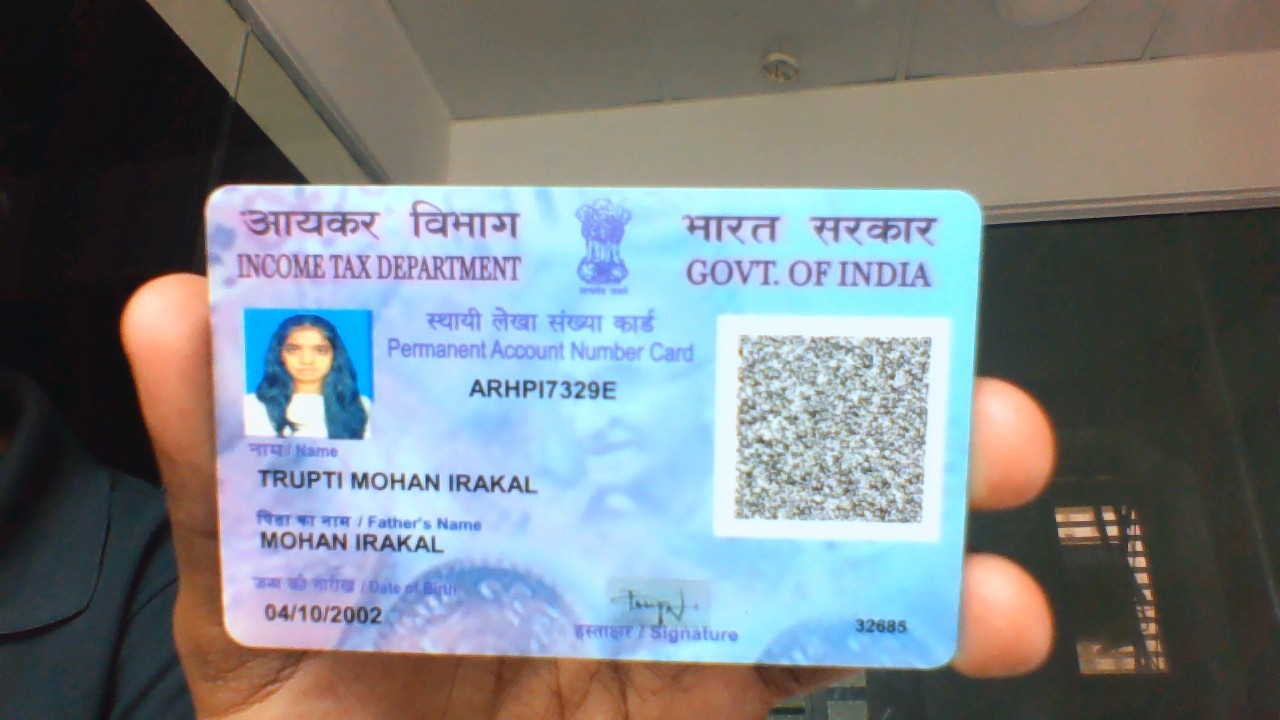 आयकर विभाग
INCOME TAX DEPARTMENT
भारत सरकार
GOVT. OF INDIA
स्थायी लेखा संख्या कार्ड
Permanent Account Number Card
ARHPI7329E
नाम / Name
TRUPTI MOHAN IRAKAL
पिता का नाम / Father's Name
MOHAN IRAKAL
जन्म की तारीख / Date of Birth
04/10/2002
हस्ताक्षर / Signature
32685